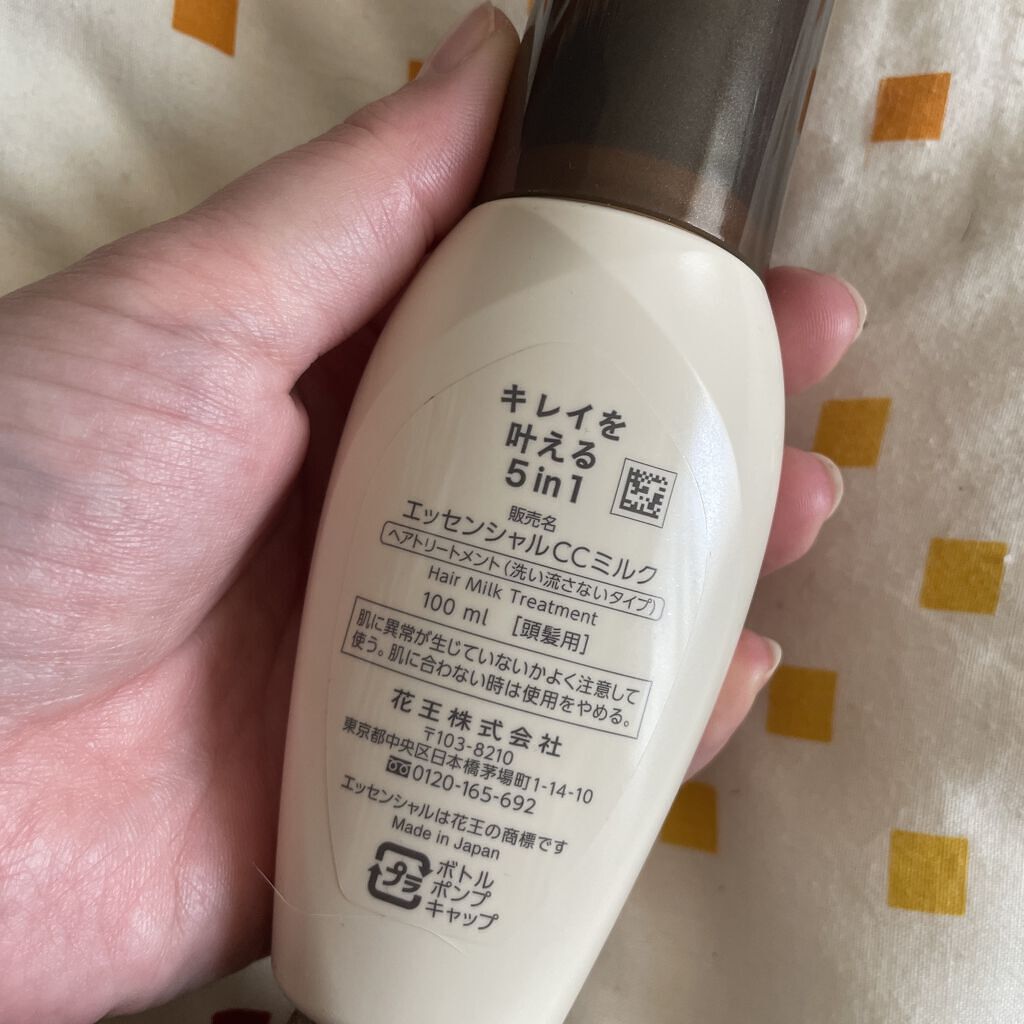 キレイを
叶える
5 in 1
販売名
エッセンシャルCCミルク
ヘアトリートメント(洗い流さないタイプ)
Hair Milk Treatment
100 ml [頭髪用]
肌に異常が生じていないかよく注意して
使う。肌に合わない時は使用をやめる。
花王株式会社
〒103-8210
東京都中央区日本橋茅場町1-14-10
0120-165-692
エッセンシャルは花王の商標です
Made in Japan
プラ
ボトル
ポンプ
キャップ